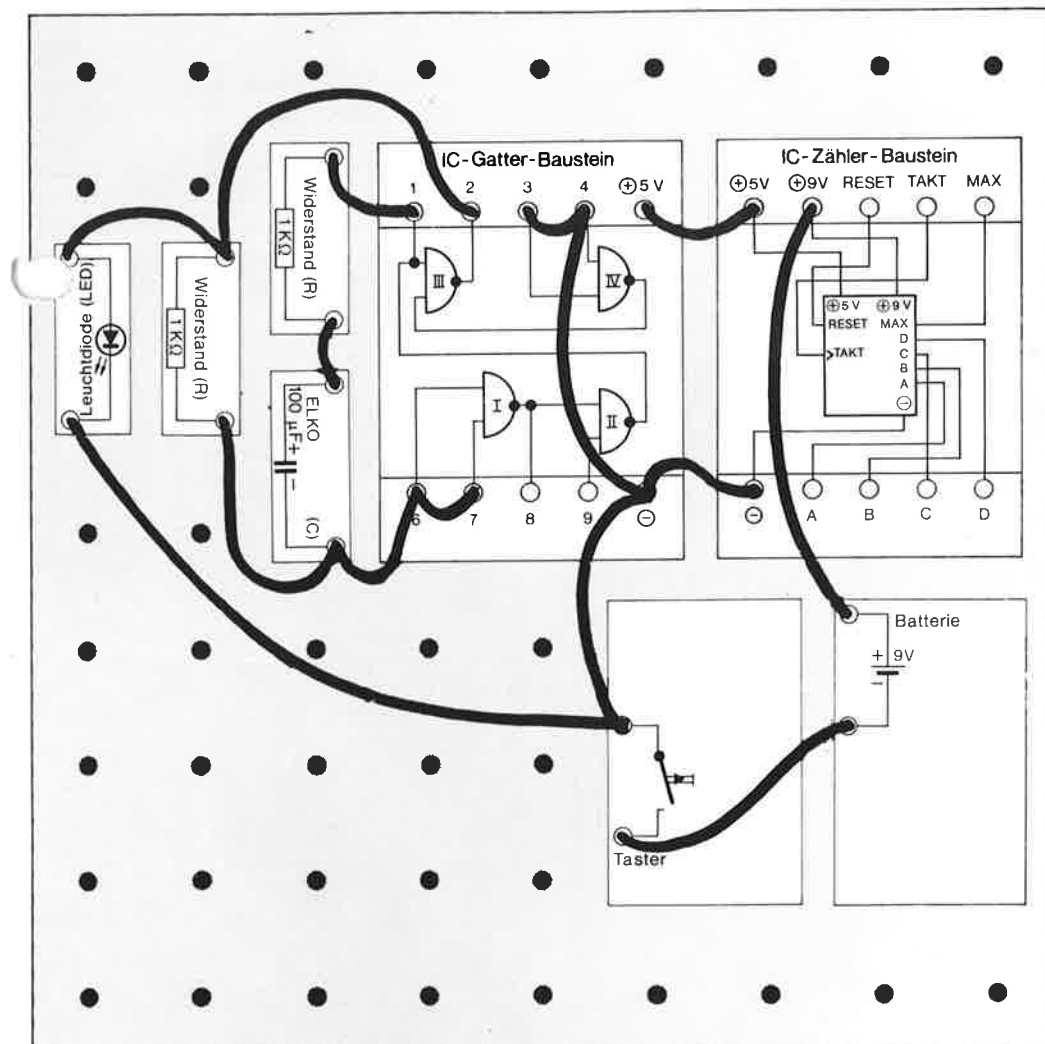 IC-Gatter-Baustein
1 2 3 4 ⊕5 V
III
IV
I
II
6 7 8 9 ⊖
IC-Zähler-Baustein
⊕5V ⊕9V RESET TAKT MAX
⊕5 V ⊕9 V
RESET MAX
D
>TAKT C
B
A
⊖
⊖ A B C D
Leuchtdiode (LED)
Widerstand (R)
1 KΩ
Widerstand (R)
1 KΩ
ELKO (C)
100 µF+ –
Taster
Batterie
+ 9V
–